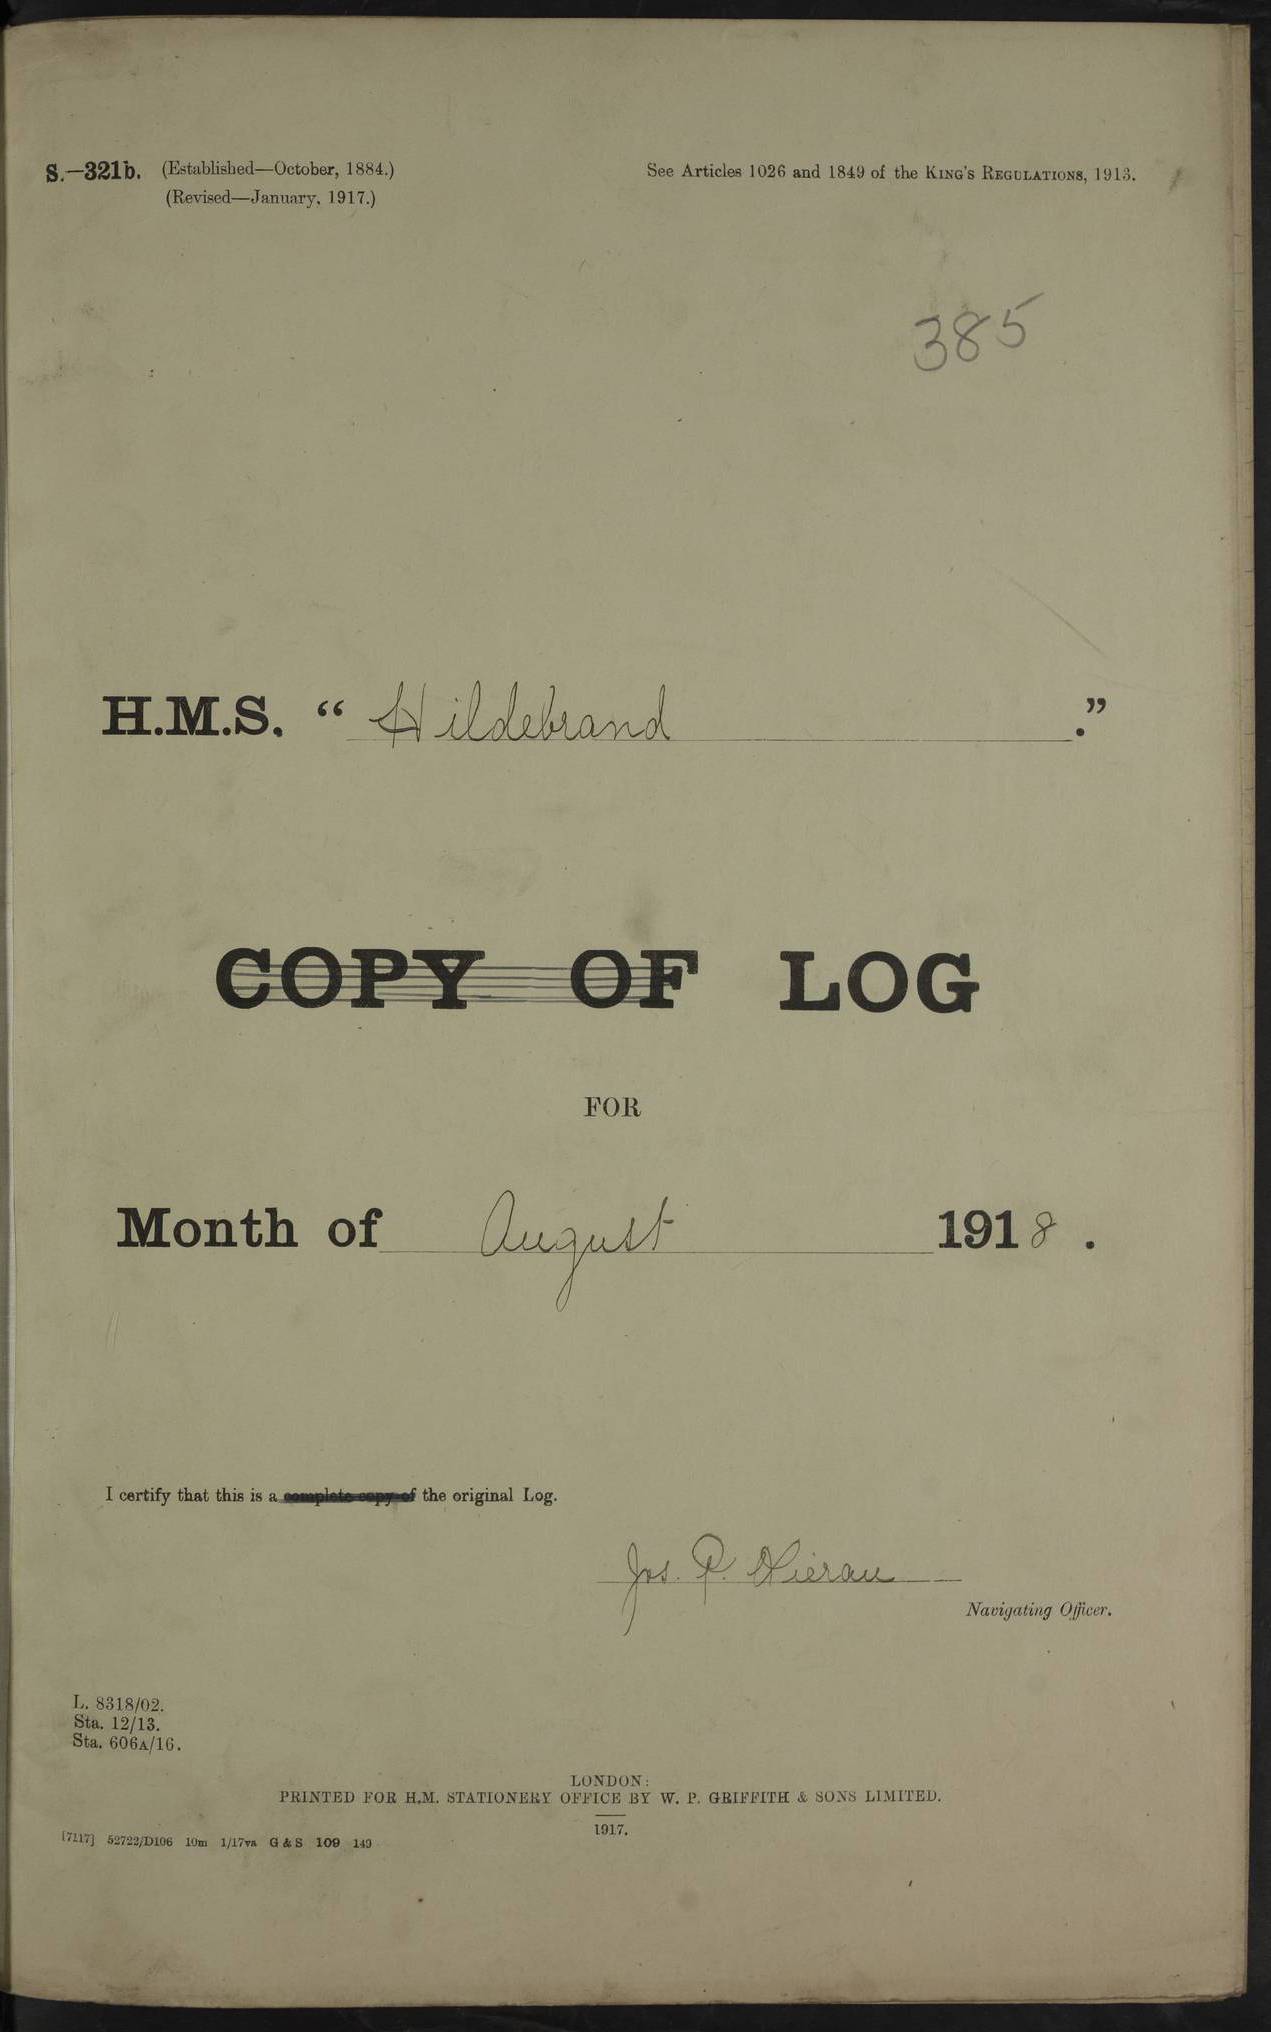 S.—321b. (Established—October, 1884.)
(Revised—January, 1917.)
See Articles 1026 and 1849 of the KING'S REGULATIONS, 1913.
385
H.M.S. “Hildebrand.”
COPY OF LOG
FOR
Month of August 1918.
I certify that this is a complete copy of the original Log.
Jos. P. Kieran
Navigating Officer.
L. 8318/02.
Sta. 12/13.
Sta. 606A/16.
LONDON:
PRINTED FOR H.M. STATIONERY OFFICE BY W. P. GRIFFITH & SONS LIMITED.
1917.
[7117] 52722/D106 10m 1/17va G & S 109 149